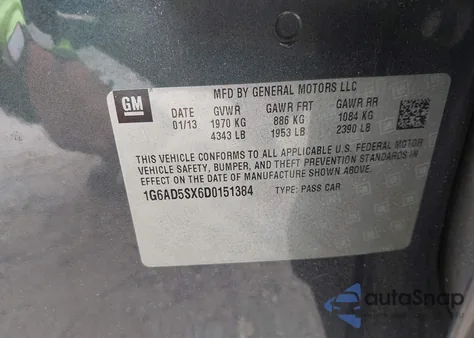 GM
MFD BY GENERAL MOTORS LLC
DATE GVWR GAWR FRT GAWR RR
01/13 1970 KG 886 KG 1084 KG
4343 LB 1953 LB 2390 LB
THIS VEHICLE CONFORMS TO ALL APPLICABLE U.S. FEDERAL MOTOR
VEHICLE SAFETY, BUMPER, AND THEFT PREVENTION STANDARDS IN
EFFECT ON THE DATE OF MANUFACTURE SHOWN ABOVE.
1G6AD5SX6D0151384 TYPE: PASS CAR
autoSnap